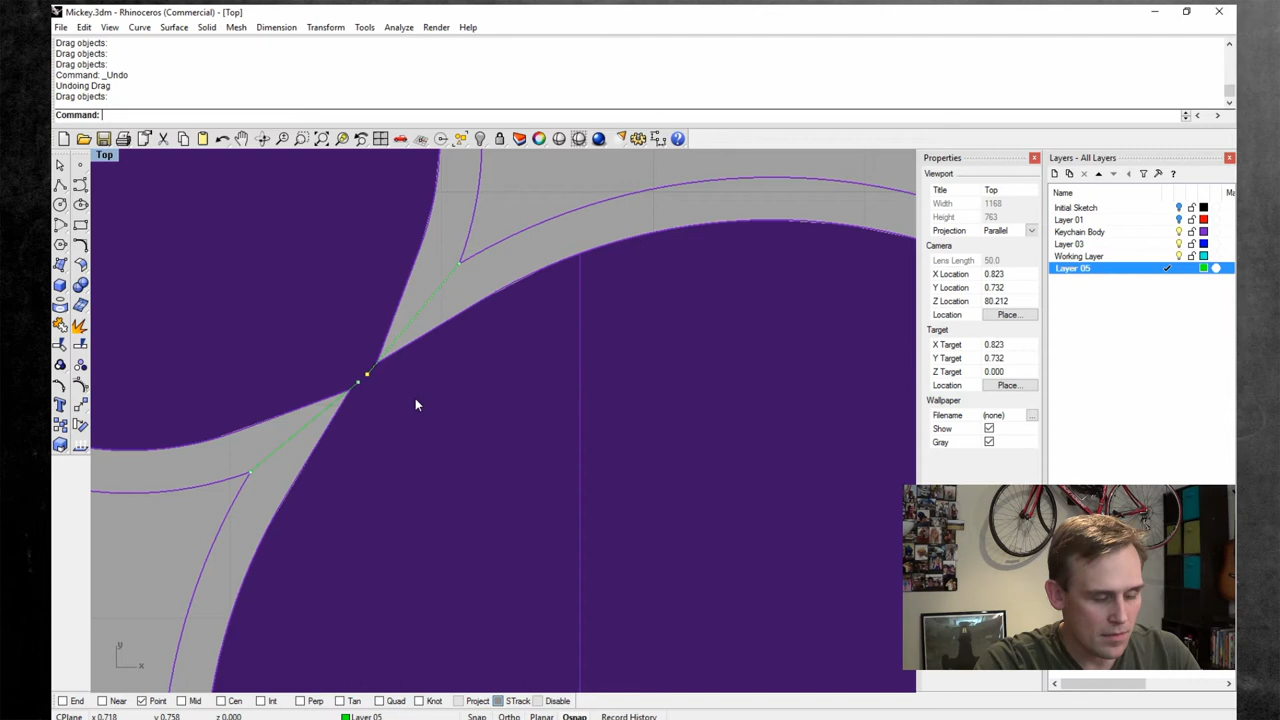 Mickey.3dm - Rhinoceros (Commercial) - [Top]
File Edit View Curve Surface Solid Mesh Dimension Transform Tools Analyze Render Help
Drag objects:
Drag objects:
Drag objects:
Command: _Undo
Undoing Drag
Drag objects:
Command:
Top
Properties
Viewport
Title Top
Width 1168
Height 763
Projection Parallel
Camera
Lens Length 50.0
X Location 0.823
Y Location 0.732
Z Location 80.212
Location Place...
Target
X Target 0.823
Y Target 0.732
Z Target 0.000
Location Place...
Wallpaper
Filename (none)
Show
Gray
Layers - All Layers
Name
Initial Sketch
Layer 01
Keychain Body
Layer 03
Working Layer
Layer 05
y
x
End Near Point Mid Cen Int Perp Tan Quad Knot Project STrack Disable
CPlane x 0.718 y 0.758 z 0.000 Layer 05 Snap Ortho Planar Osnap Record History